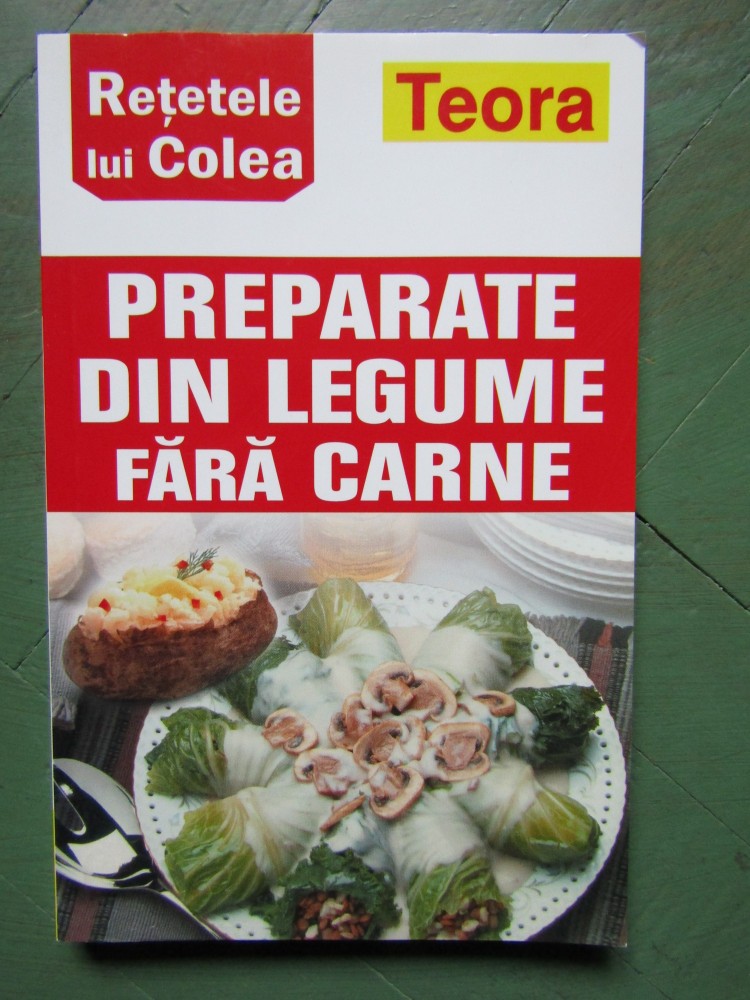 Rețetele
lui Colea
Teora
PREPARATE
DIN LEGUME
FĂRĂ CARNE